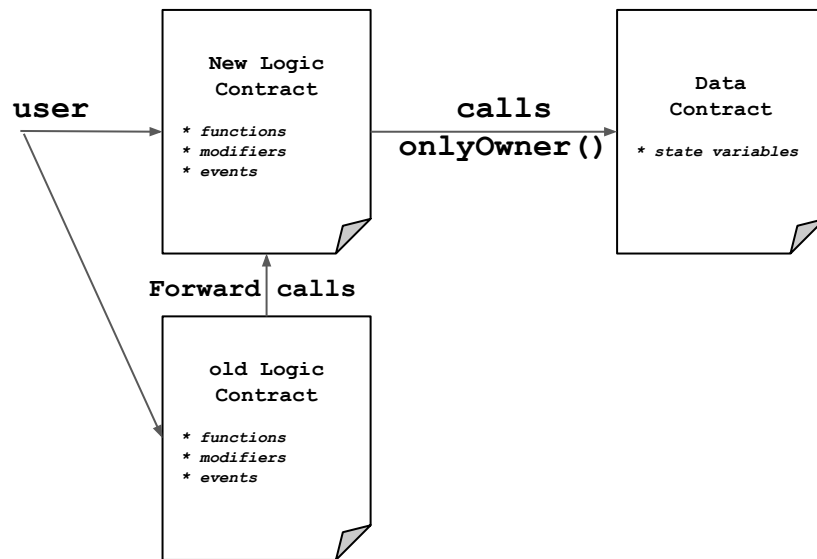 user
New Logic
Contract
* functions
* modifiers
* events
calls
onlyOwner()
Data
Contract
* state variables
Forward calls
old Logic
Contract
* functions
* modifiers
* events